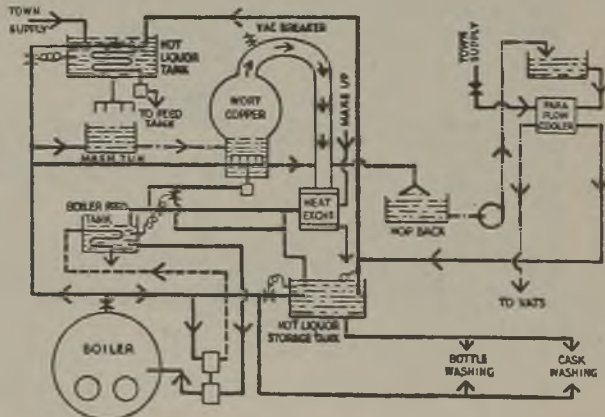 TOWN
SUPPLY
HOT
LIQUOR
TANK
TO FEED
TANK
MASH TUN
VAC BREAKER
WORT
COPPER
MAKE UP
HEAT
EXCHR
BOILER FEED
TANK
BOILER
HOT LIQUOR
STORAGE TANK
TOWN
SUPPLY
PARA
FLOW
COOLER
HOP BACK
TO VATS
BOTTLE
WASHING
CASK
WASHING